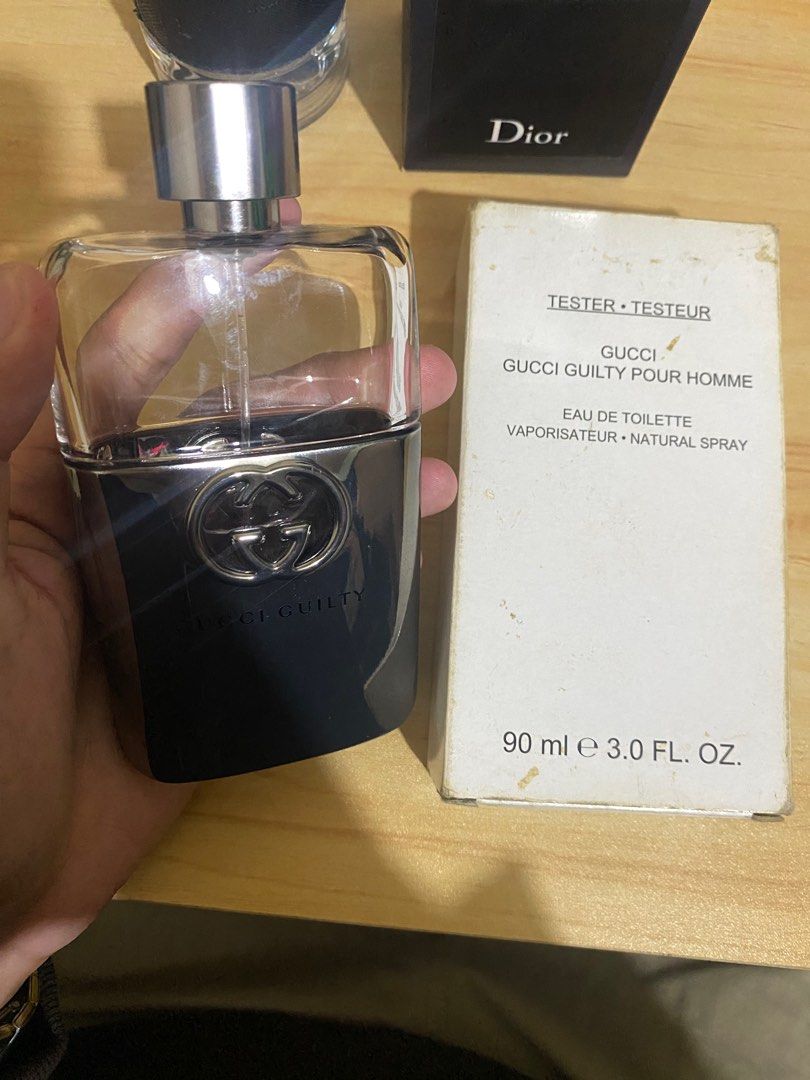 Dior
TESTER • TESTEUR
GUCCI
GUCCI GUILTY POUR HOMME
EAU DE TOILETTE
VAPORISATEUR • NATURAL SPRAY
GUCCI GUILTY
90 ml ℮ 3.0 FL. OZ.